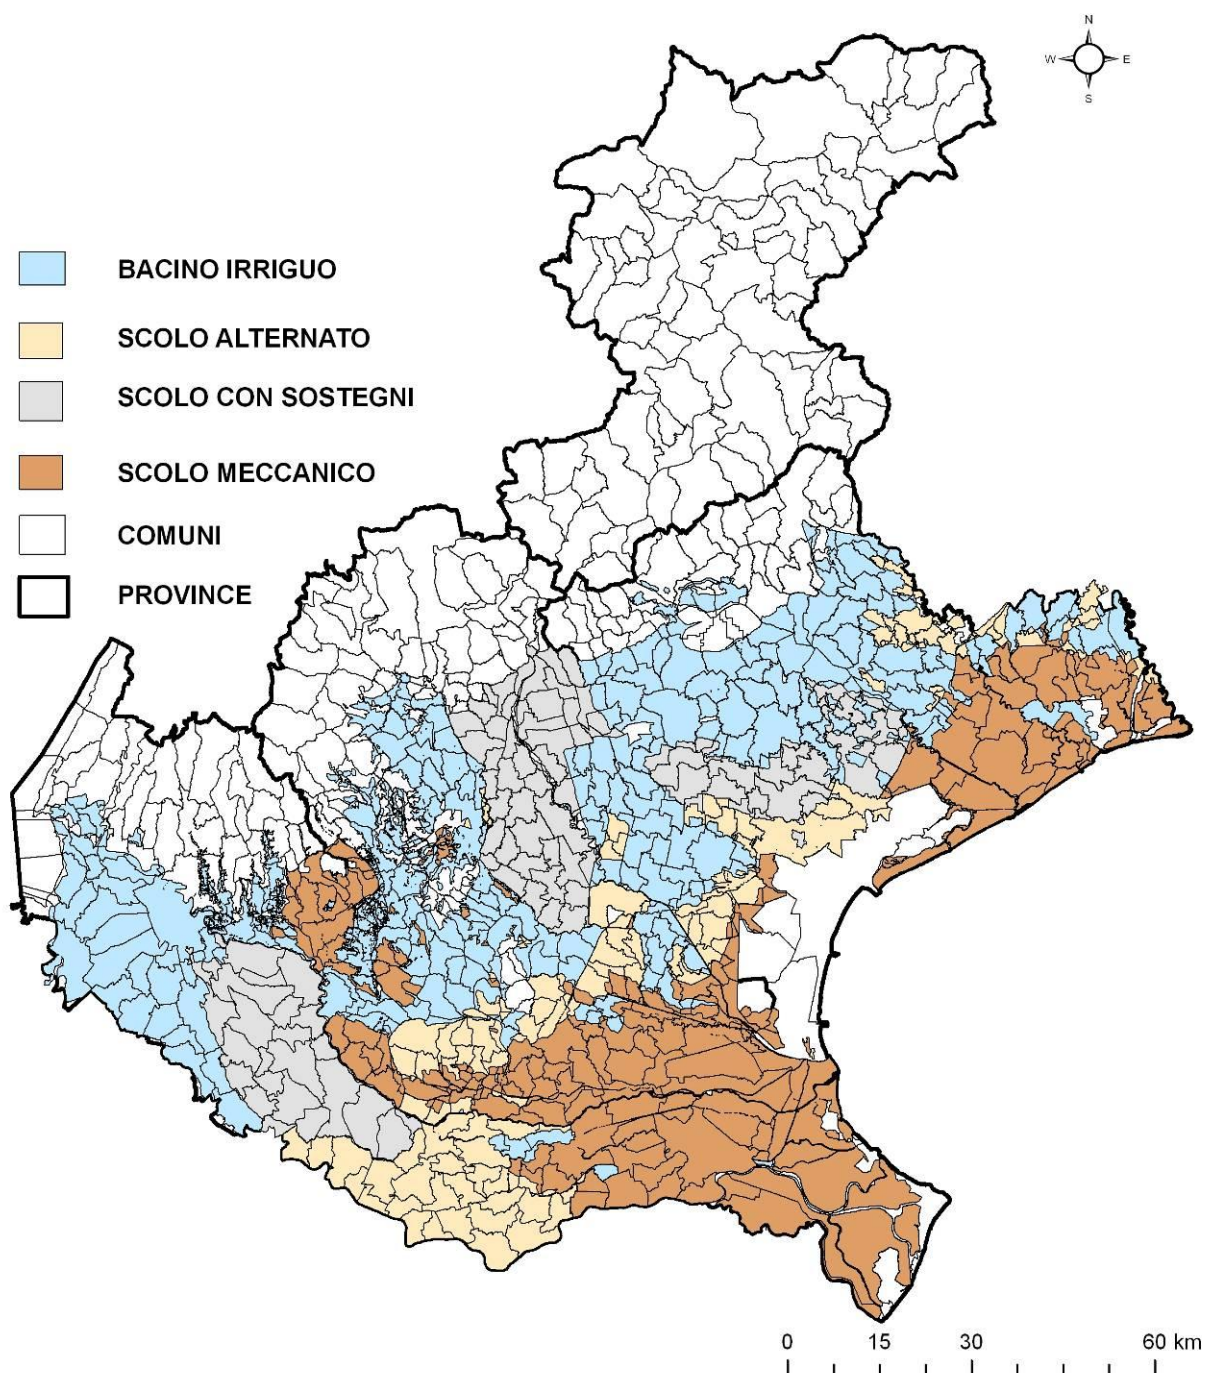 N
W E
S
BACINO IRRIGUO
SCOLO ALTERNATO
SCOLO CON SOSTEGNI
SCOLO MECCANICO
COMUNI
PROVINCE
0 15 30 60 km